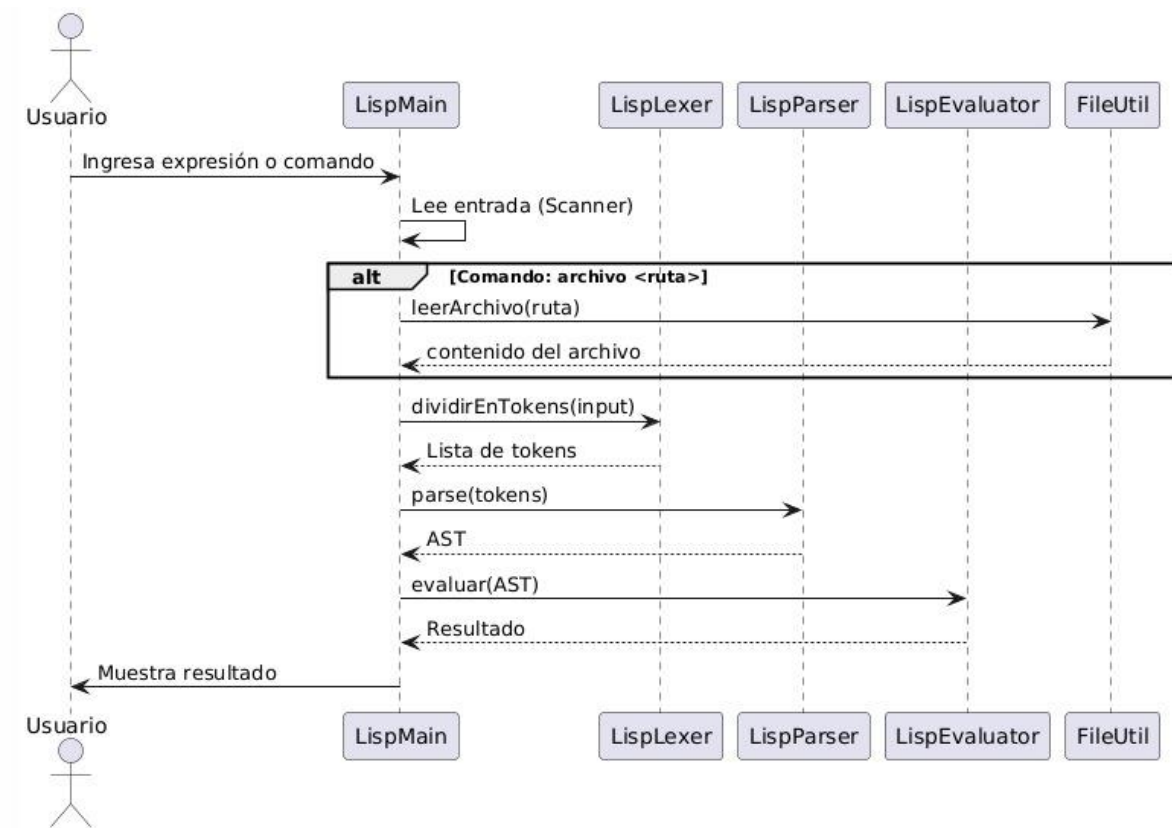 Usuario
LispMain
LispLexer
LispParser
LispEvaluator
FileUtil
Ingresa expresión o comando
Lee entrada (Scanner)
alt
[Comando: archivo <ruta>]
leerArchivo(ruta)
contenido del archivo
dividirEnTokens(input)
Lista de tokens
parse(tokens)
AST
evaluar(AST)
Resultado
Muestra resultado
Usuario
LispMain
LispLexer
LispParser
LispEvaluator
FileUtil